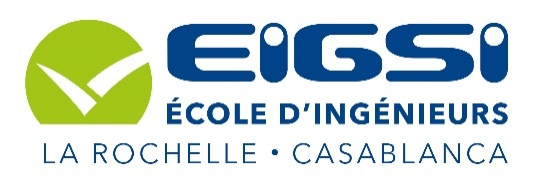 EIGSI
ÉCOLE D'INGÉNIEURS
LA ROCHELLE • CASABLANCA